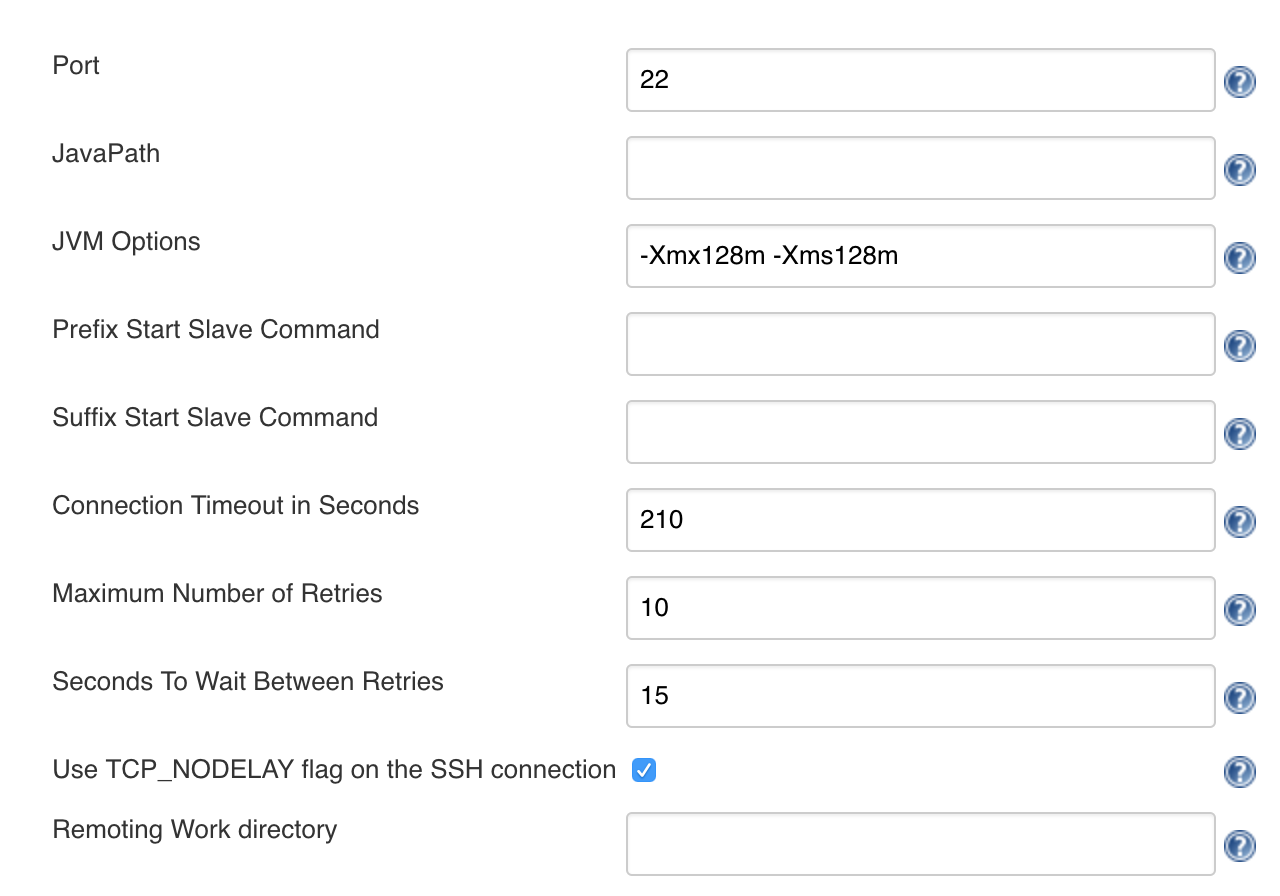 Port
22
JavaPath
JVM Options
-Xmx128m -Xms128m
Prefix Start Slave Command
Suffix Start Slave Command
Connection Timeout in Seconds
210
Maximum Number of Retries
10
Seconds To Wait Between Retries
15
Use TCP_NODELAY flag on the SSH connection
Remoting Work directory